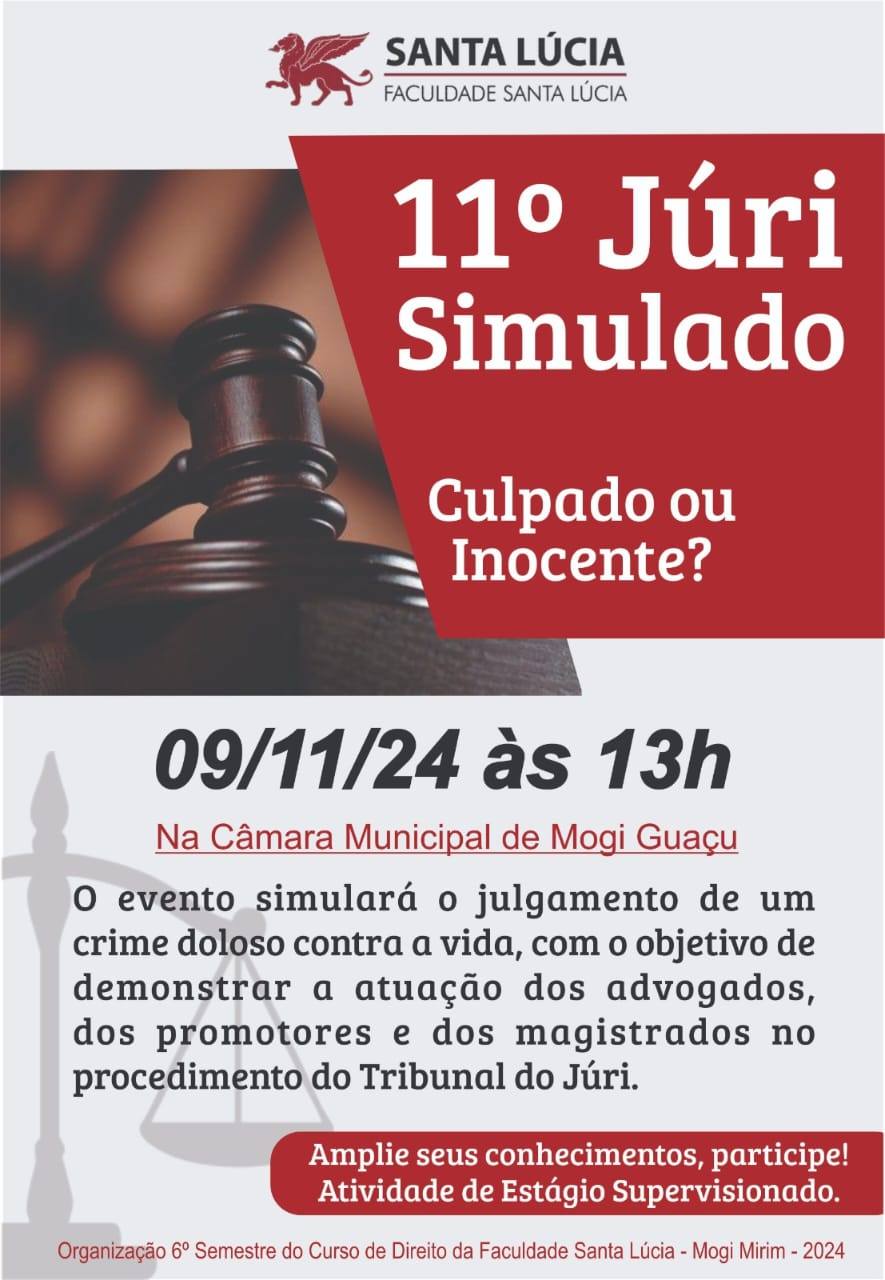 SANTA LÚCIA
FACULDADE SANTA LÚCIA
11º Júri
Simulado
Culpado ou
Inocente?
09/11/24 às 13h
Na Câmara Municipal de Mogi Guaçu
O evento simulará o julgamento de um
crime doloso contra a vida, com o objetivo de
demonstrar a atuação dos advogados,
dos promotores e dos magistrados no
procedimento do Tribunal do Júri.
Amplie seus conhecimentos, participe!
Atividade de Estágio Supervisionado.
Organização 6º Semestre do Curso de Direito da Faculdade Santa Lúcia - Mogi Mirim - 2024